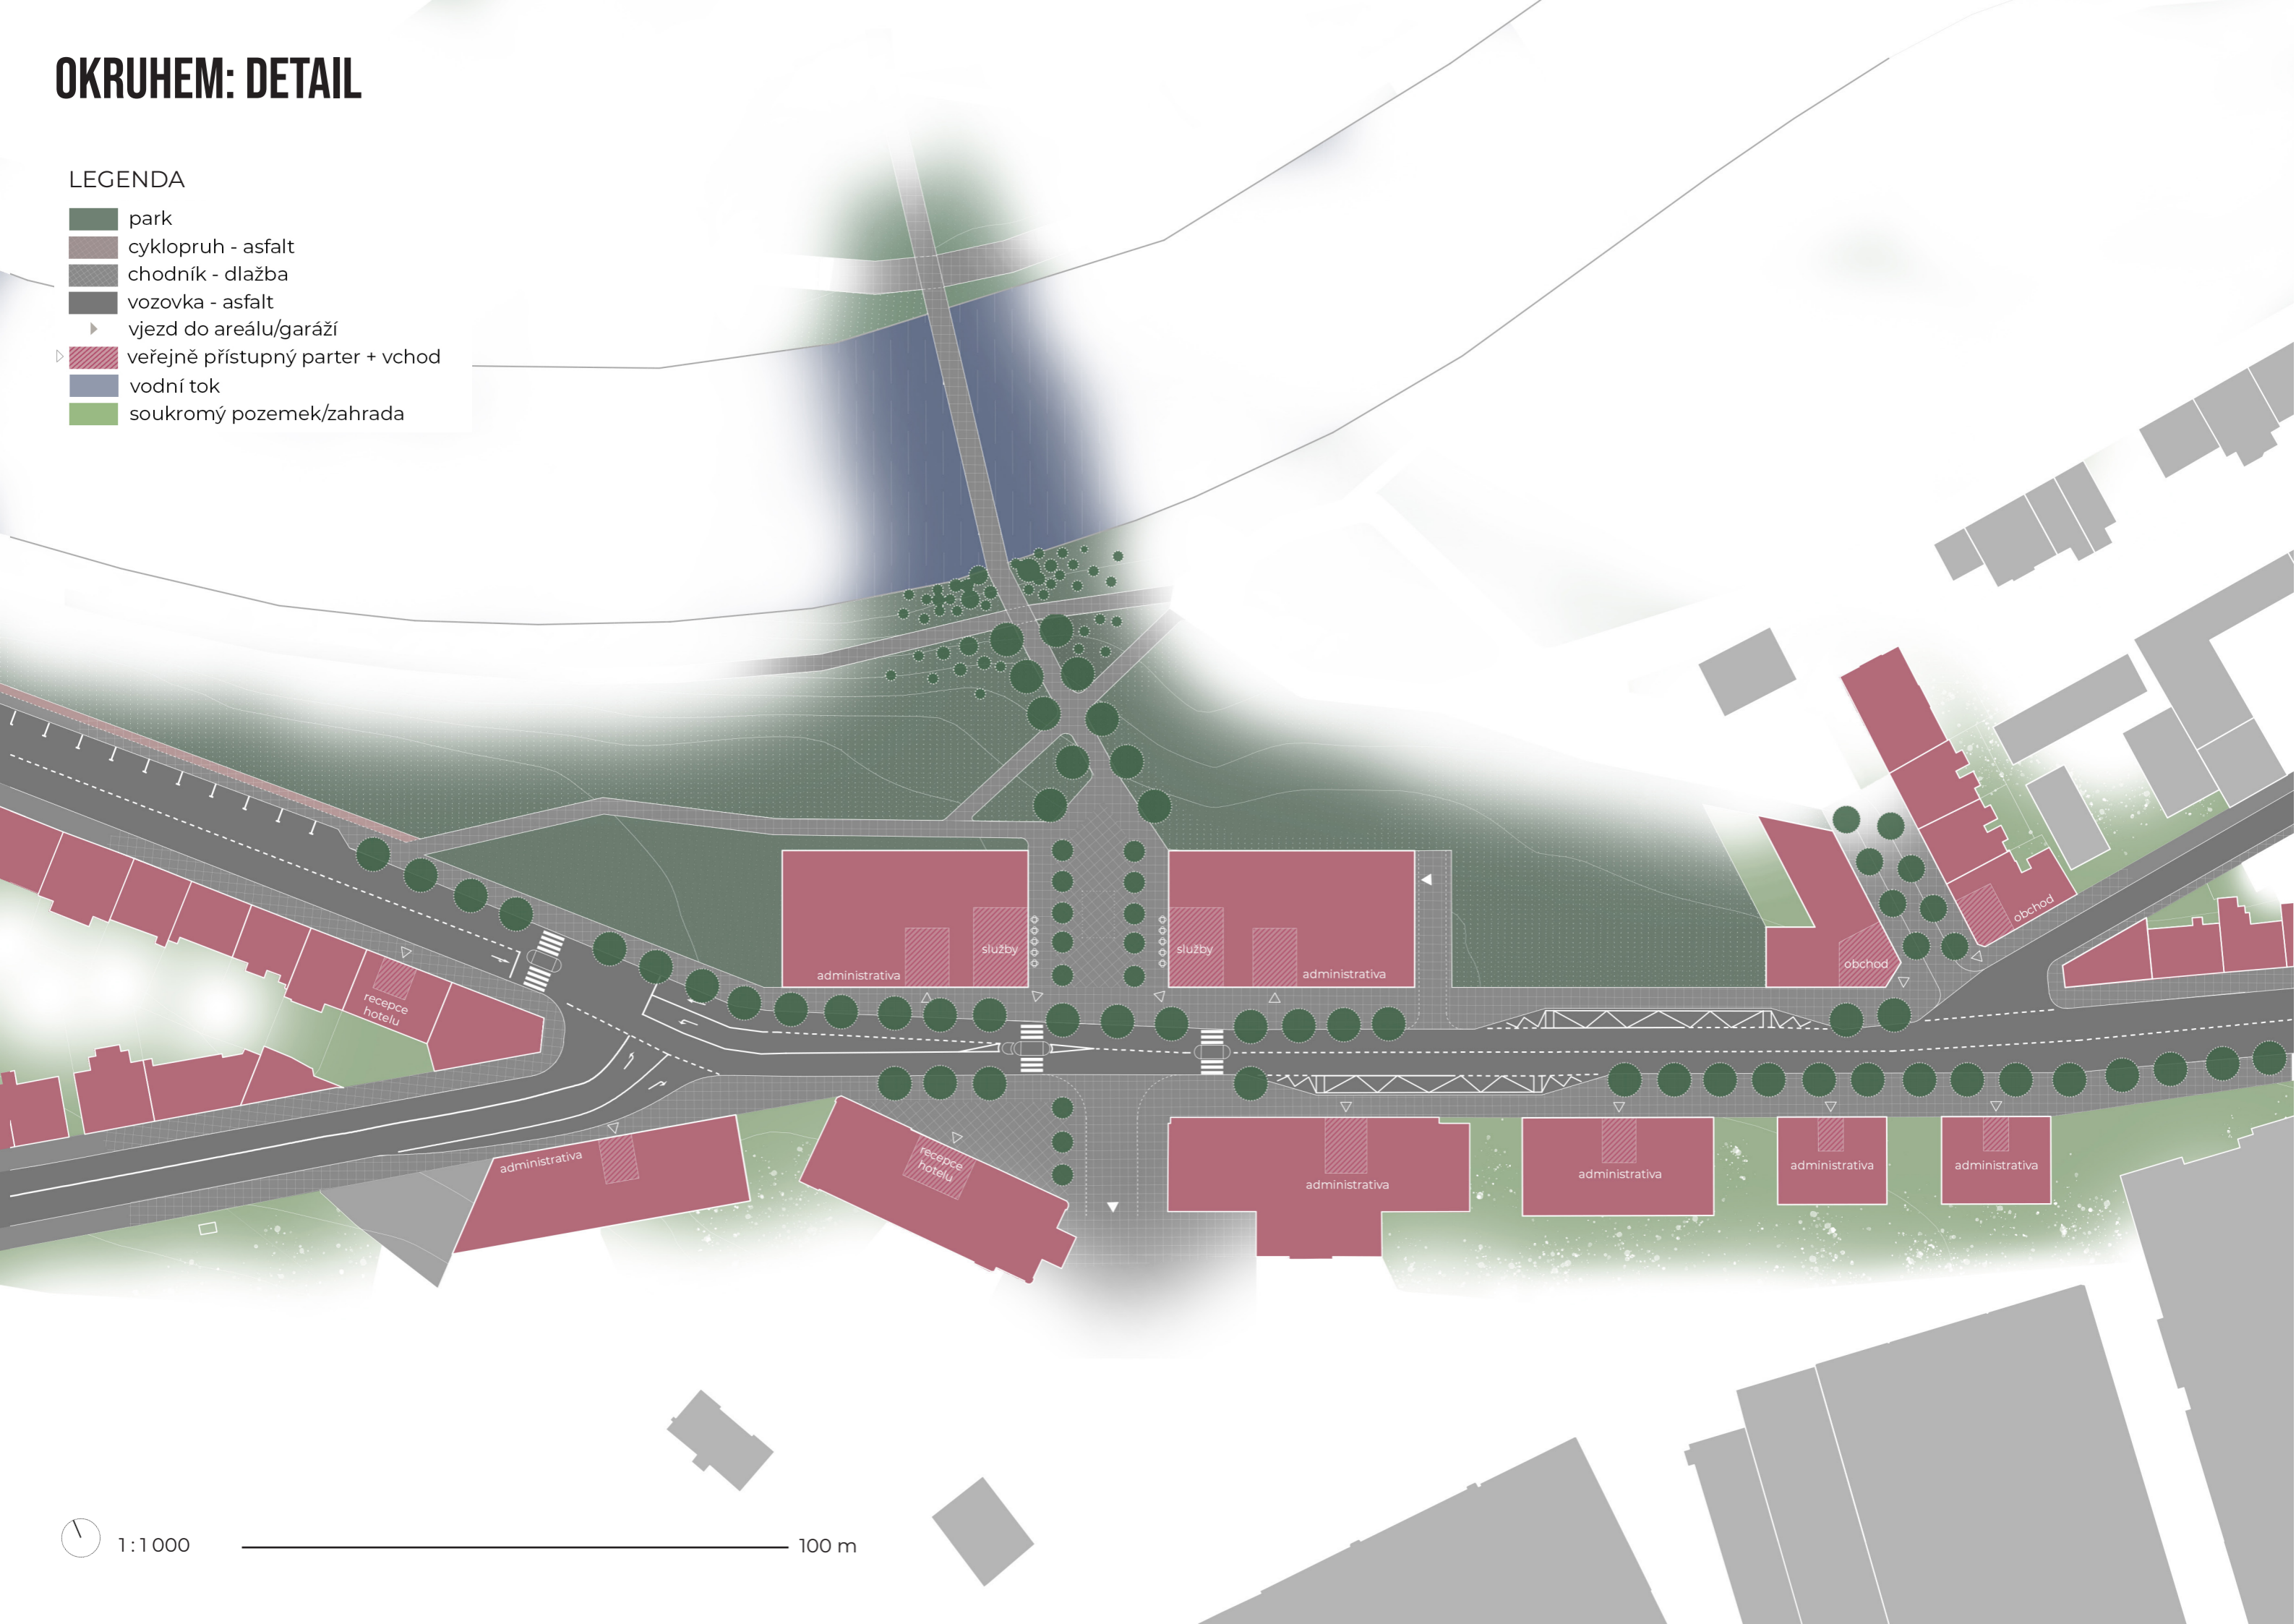 OKRUHEM: DETAIL
LEGENDA
park
cyklopruh - asfalt
chodník - dlažba
vozovka - asfalt
vjezd do areálu/garáží
veřejně přístupný parter + vchod
vodní tok
soukromý pozemek/zahrada
obchod
služby
služby
administrativa
administrativa
obchod
recepce
hotelu
administrativa
recepce
hotelu
administrativa
administrativa
administrativa
administrativa
1 : 1 000
100 m